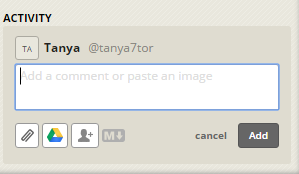 ACTIVITY
TA Tanya @tanya7tor
Add a comment or paste an image
M cancel Add